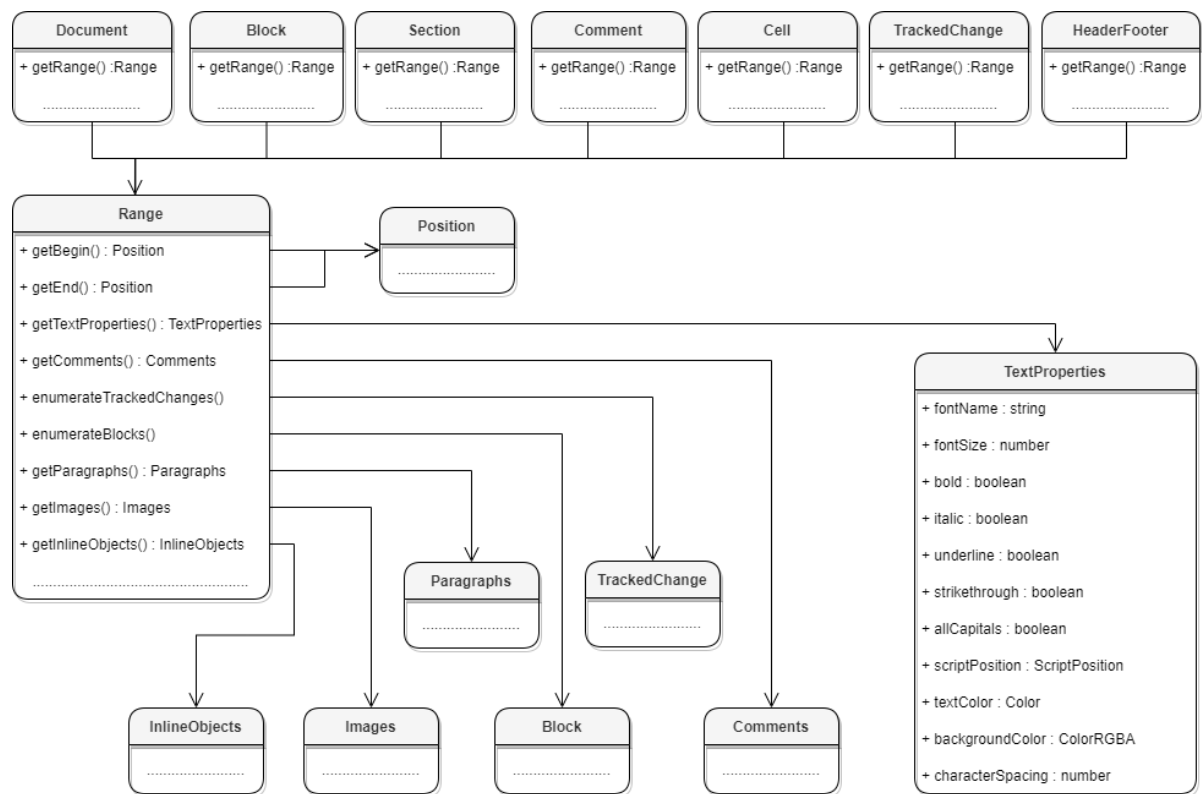 Document
+ getRange() :Range
........................
Block
+ getRange() :Range
........................
Section
+ getRange() :Range
........................
Comment
+ getRange() :Range
........................
Cell
+ getRange() :Range
........................
TrackedChange
+ getRange() :Range
........................
HeaderFooter
+ getRange() :Range
........................
Range
+ getBegin() : Position
+ getEnd() : Position
+ getTextProperties() : TextProperties
+ getComments() : Comments
+ enumerateTrackedChanges()
+ enumerateBlocks()
+ getParagraphs() : Paragraphs
+ getImages() : Images
+ getInlineObjects() : InlineObjects
......................................................
Position
........................
TextProperties
+ fontName : string
+ fontSize : number
+ bold : boolean
+ italic : boolean
+ underline : boolean
+ strikethrough : boolean
+ allCapitals : boolean
+ scriptPosition : ScriptPosition
+ textColor : Color
+ backgroundColor : ColorRGBA
+ characterSpacing : number
Paragraphs
........................
TrackedChange
........................
InlineObjects
........................
Images
........................
Block
........................
Comments
........................